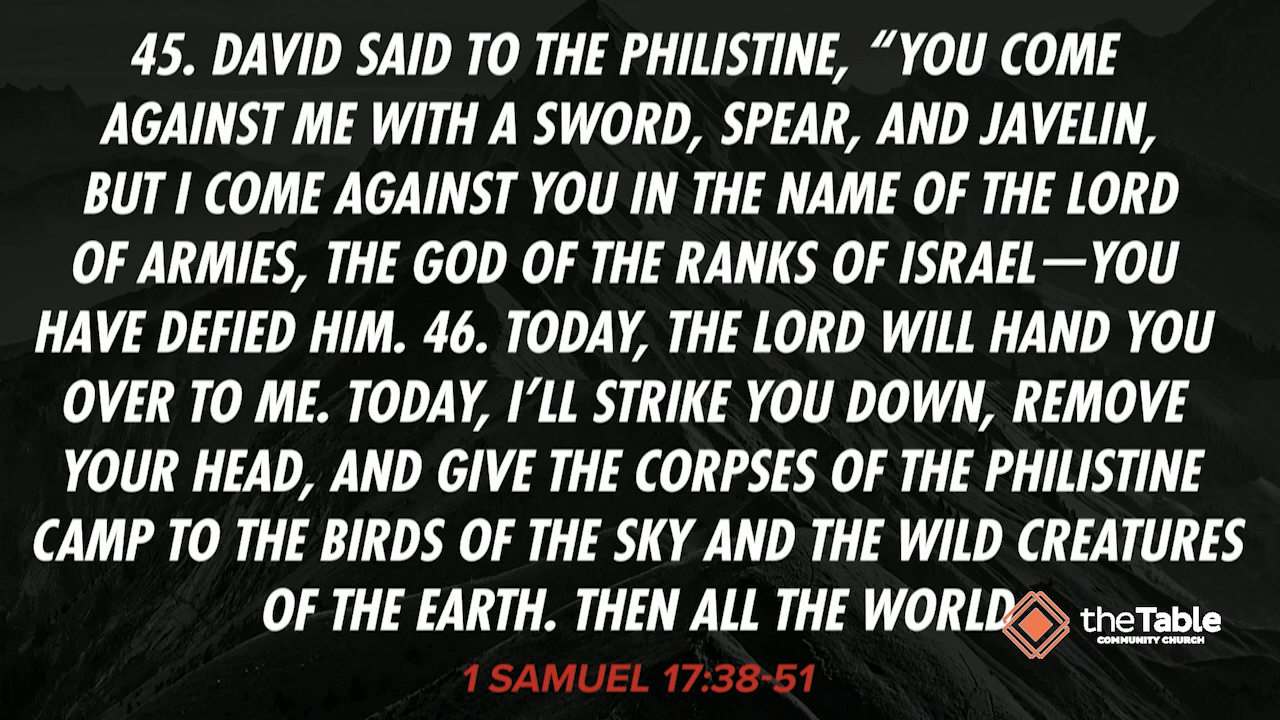 45. DAVID SAID TO THE PHILISTINE, “YOU COME
AGAINST ME WITH A SWORD, SPEAR, AND JAVELIN,
BUT I COME AGAINST YOU IN THE NAME OF THE LORD
OF ARMIES, THE GOD OF THE RANKS OF ISRAEL—YOU
HAVE DEFIED HIM. 46. TODAY, THE LORD WILL HAND YOU
OVER TO ME. TODAY, I’LL STRIKE YOU DOWN, REMOVE
YOUR HEAD, AND GIVE THE CORPSES OF THE PHILISTINE
CAMP TO THE BIRDS OF THE SKY AND THE WILD CREATURES
OF THE EARTH. THEN ALL THE WORLD
theTable
COMMUNITY CHURCH
1 SAMUEL 17:38-51